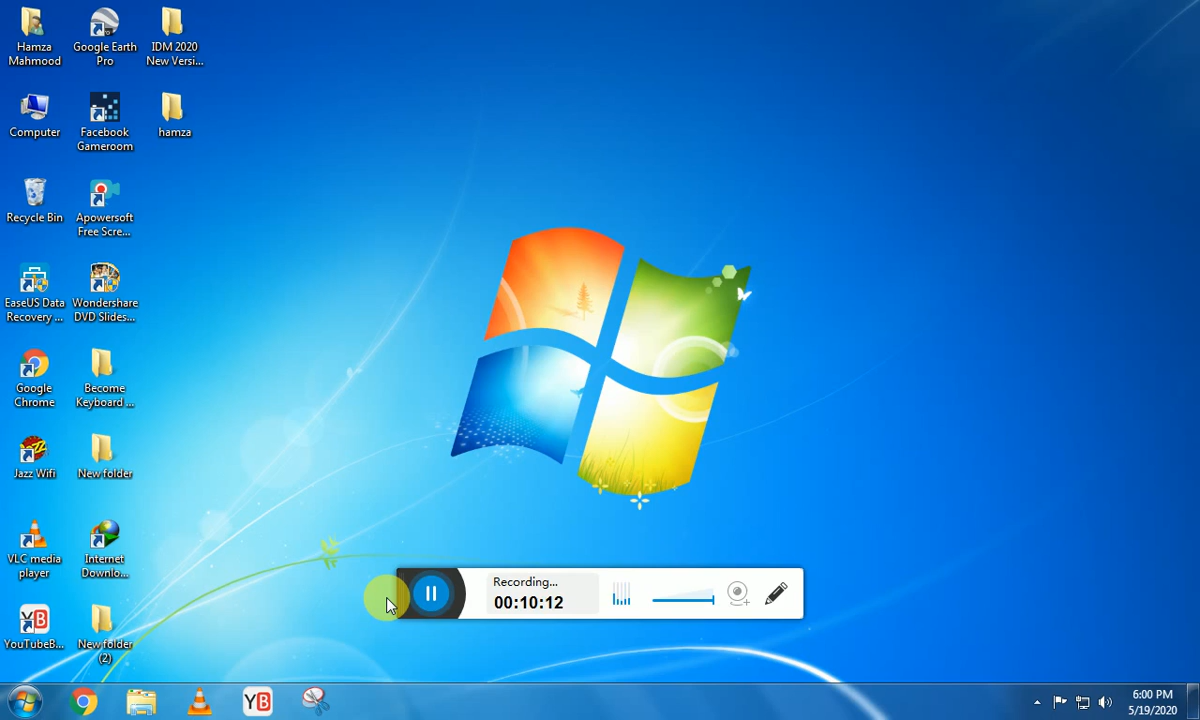 Hamza
Mahmood
Google Earth
Pro
IDM 2020
New Versi...
Computer
Facebook
Gameroom
hamza
Recycle Bin
Apowersoft
Free Scre...
EaseUS Data
Recovery ...
Wondershare
DVD Slides...
Google
Chrome
Become
Keyboard ...
Jazz Wifi
New folder
VLC media
player
Internet
Downlo...
YouTubeB...
New folder
(2)
Recording...
00:10:12
YB
YB
6:00 PM
5/19/2020